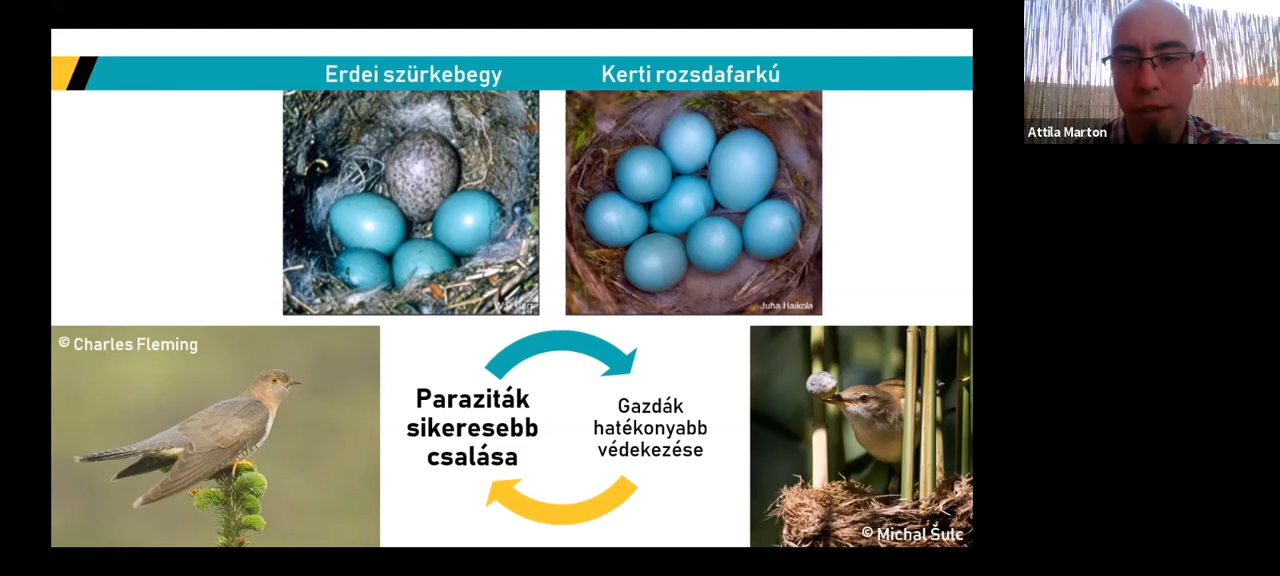 Erdei szürkebegy
Kerti rozsdafarkú
Juha Haikola
© Charles Fleming
Paraziták
sikeresebb
csalása
Gazdák
hatékonyabb
védekezése
© Michal Šulc
Attila Marton